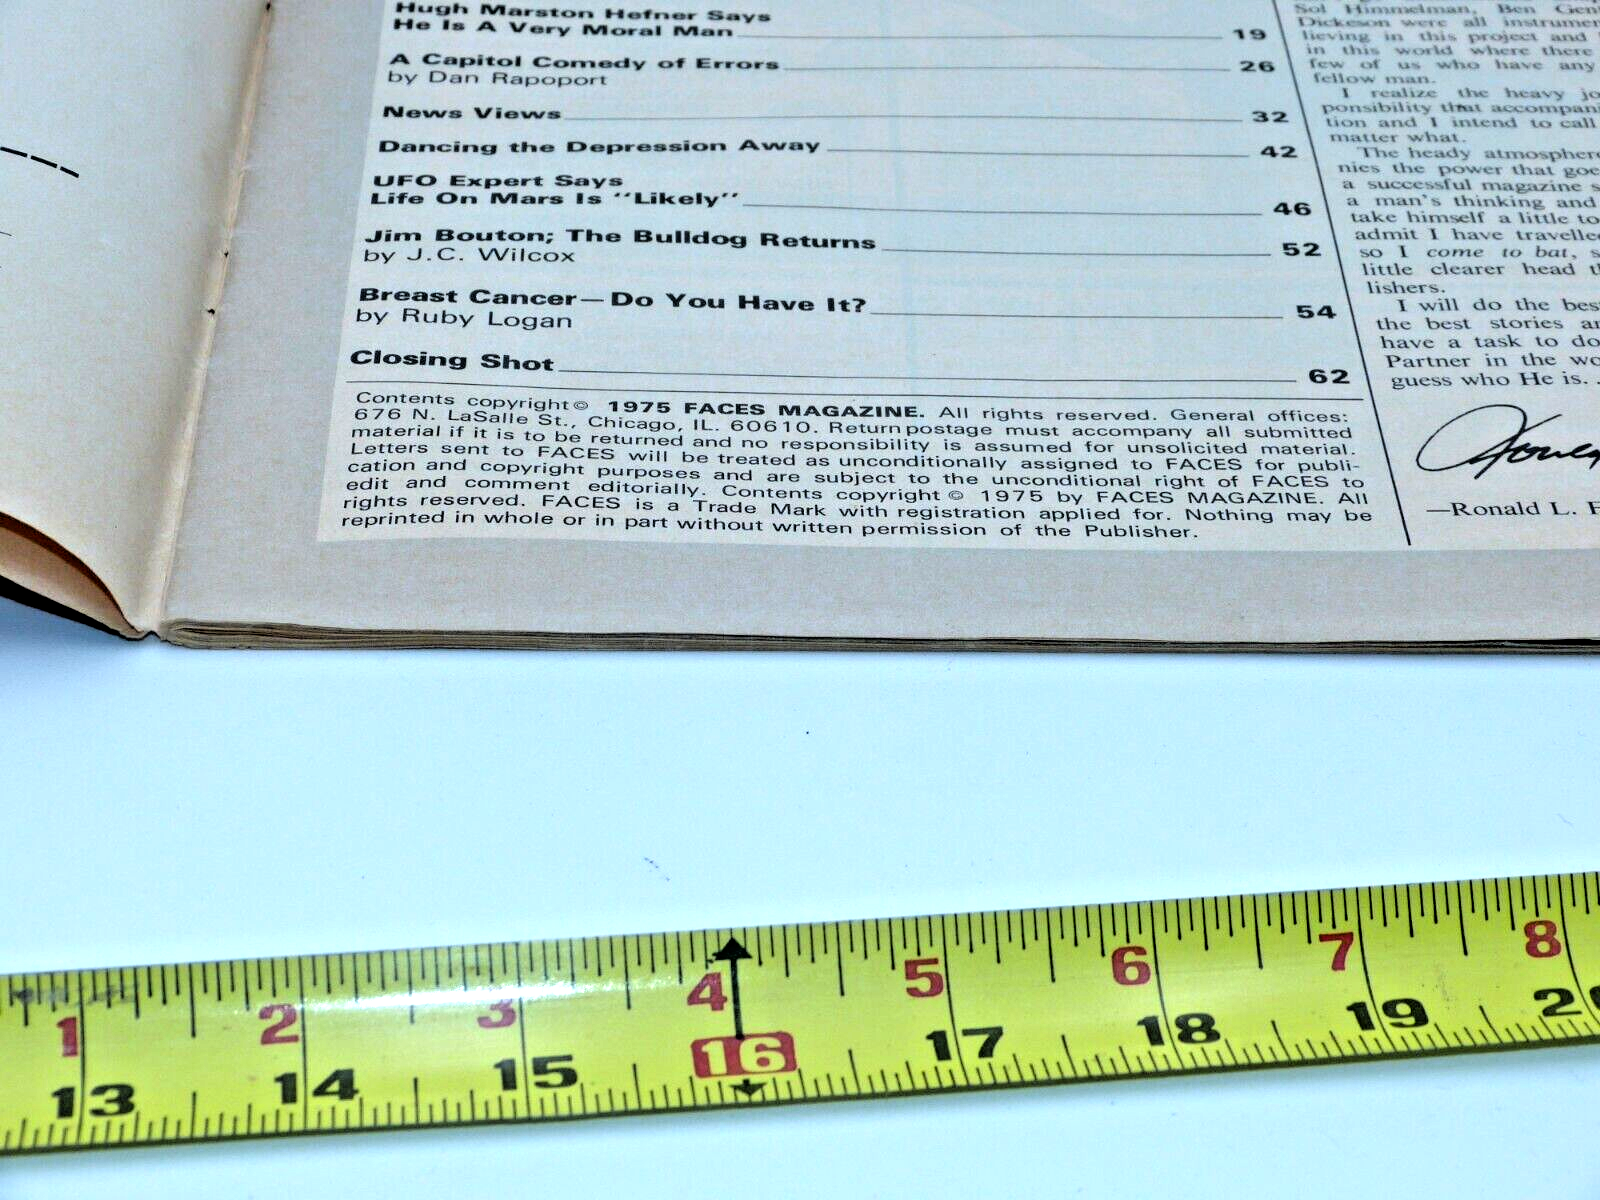 Hugh Marston Hefner Says
He Is A Very Moral Man 19
A Capitol Comedy of Errors 26
by Dan Rapoport
News Views 32
Dancing the Depression Away 42
UFO Expert Says
Life On Mars Is "Likely" 46
Jim Bouton; The Bulldog Returns 52
by J.C. Wilcox
Breast Cancer—Do You Have It? 54
by Ruby Logan
Closing Shot 62
Contents copyright © 1975 FACES MAGAZINE. All rights reserved. General offices:
676 N. LaSalle St., Chicago, IL. 60610. Return postage must accompany all submitted
material if it is to be returned and no responsibility is assumed for unsolicited material.
Letters sent to FACES will be treated as unconditionally assigned to FACES for publi-
cation and copyright purposes and are subject to the unconditional right of FACES to
edit and comment editorially. Contents copyright © 1975 by FACES MAGAZINE. All
rights reserved. FACES is a Trade Mark with registration applied for. Nothing may be
reprinted in whole or in part without written permission of the Publisher.
Sol Himmelman, Ben
Dickeson were all
lieving in this project and
in this world where there
few of us who have any
fellow man.
I realize the heavy
ponsibility that
tion and I intend to call
matter what.
The heady
nies the power that
a successful magazine
a man's thinking and
take himself a little
admit I have
so I come to bat,
little clearer head
lishers.
I will do the
the best stories
have a task to do
Partner in the
guess who He is..
—Ronald L.
1 2 3 4 5 6 7 8
13 14 15 16 17 18 19